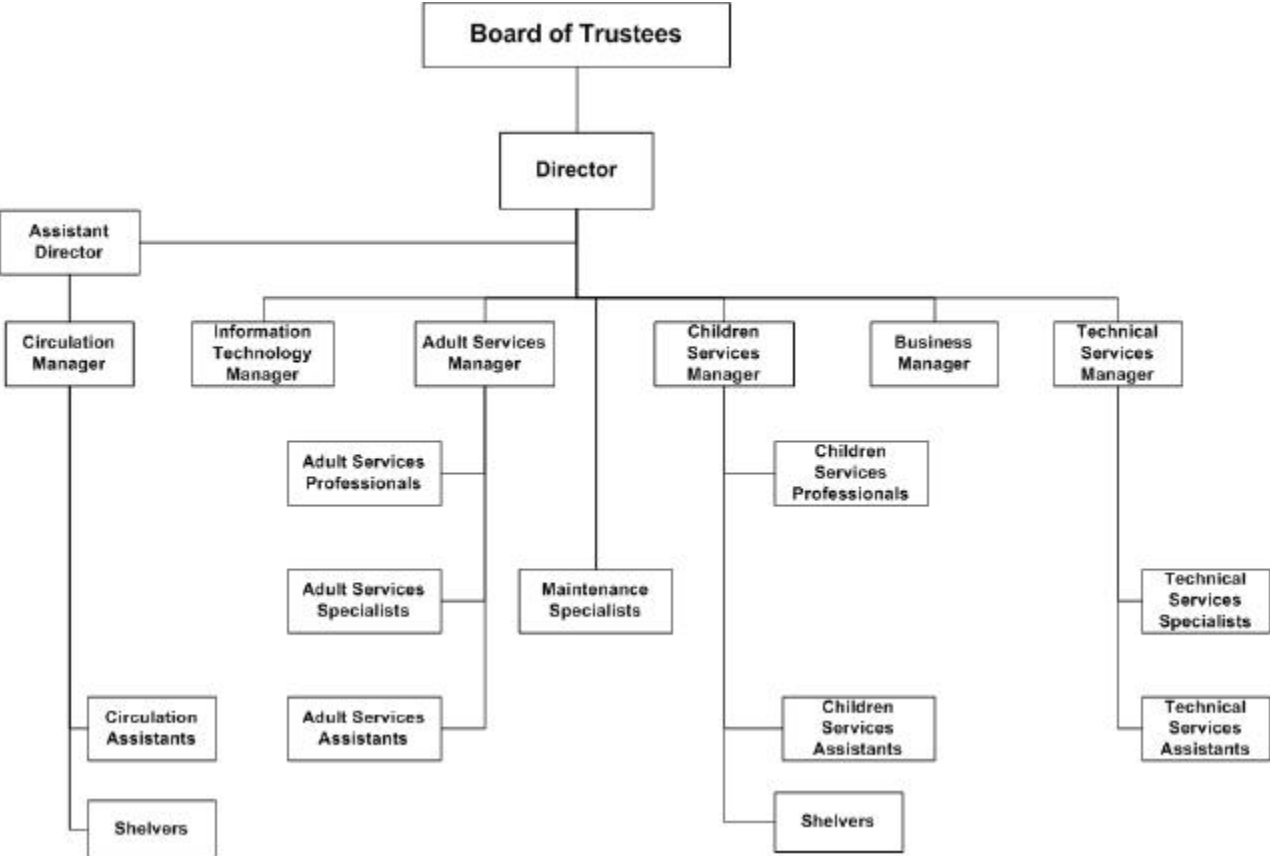 Board of Trustees
Director
Assistant
Director
Circulation
Manager
Information
Technology
Manager
Adult Services
Manager
Children
Services
Manager
Business
Manager
Technical
Services
Manager
Adult Services
Professionals
Children
Services
Professionals
Adult Services
Specialists
Maintenance
Specialists
Technical
Services
Specialists
Circulation
Assistants
Adult Services
Assistants
Children
Services
Assistants
Technical
Services
Assistants
Shelvers
Shelvers